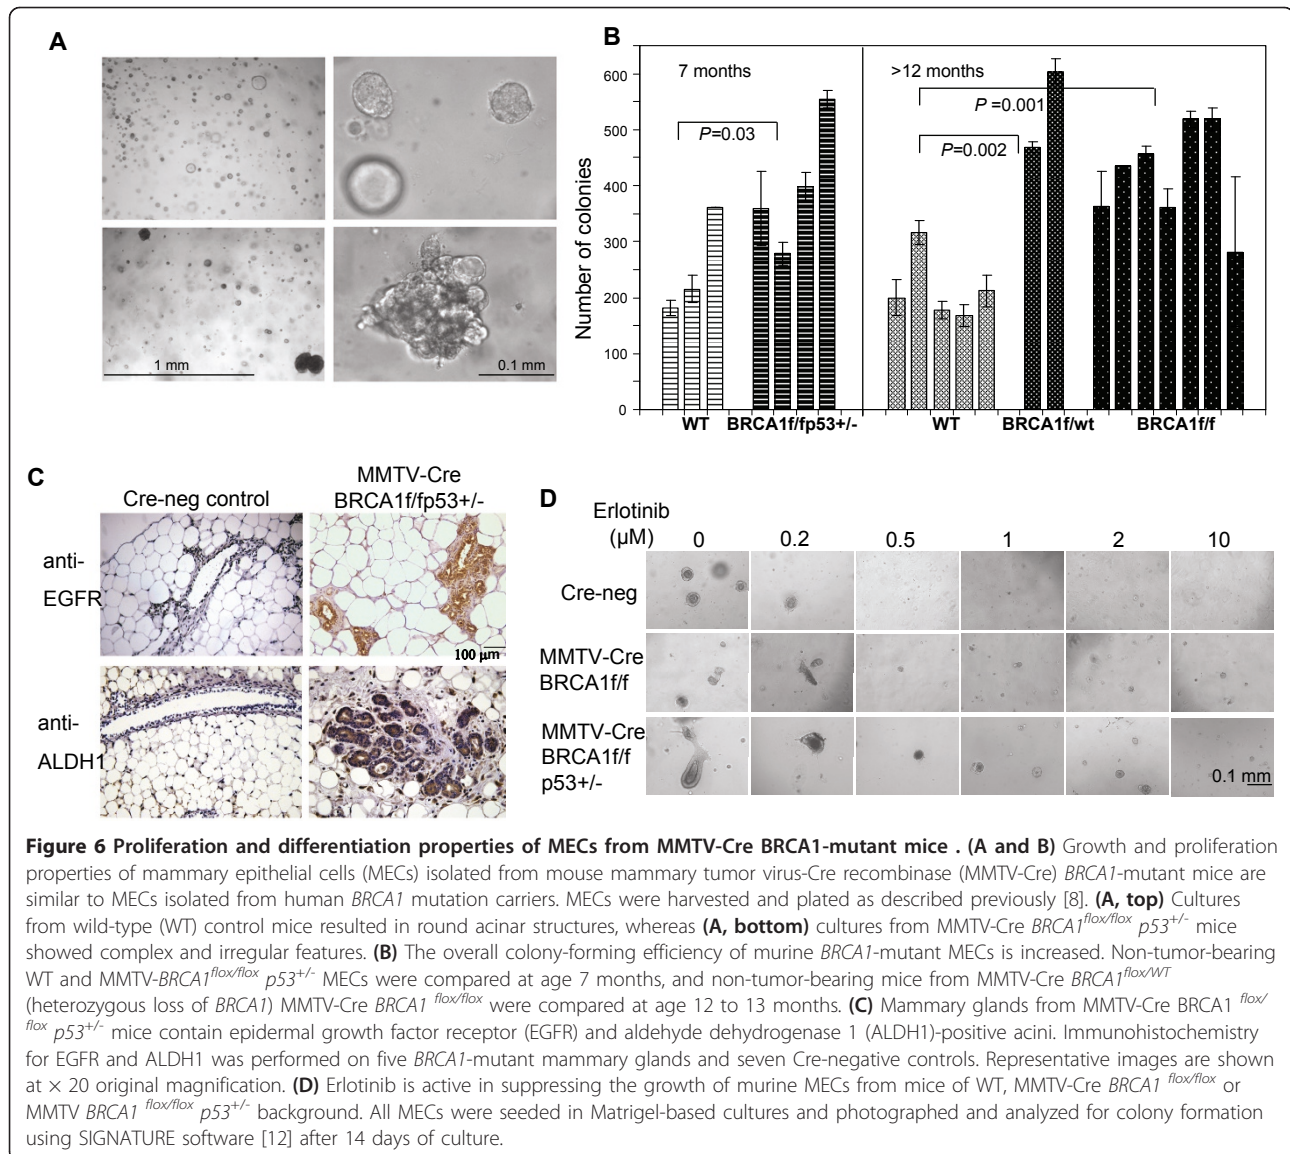 A
1 mm
0.1 mm
B
7 months
>12 months
P =0.001
P=0.03
P=0.002
Number of colonies
600
500
400
300
200
100
0
WT
BRCA1f/fp53+/-
WT
BRCA1f/wt
BRCA1f/f
C
Cre-neg control
MMTV-Cre
BRCA1f/fp53+/-
anti-
EGFR
100 µm
anti-
ALDH1
D
Erlotinib
(µM)
0 0.2 0.5 1 2 10
Cre-neg
MMTV-Cre
BRCA1f/f
MMTV-Cre
BRCA1f/f
p53+/-
0.1 mm
Figure 6 Proliferation and differentiation properties of MECs from MMTV-Cre BRCA1-mutant mice . (A and B) Growth and proliferation
properties of mammary epithelial cells (MECs) isolated from mouse mammary tumor virus-Cre recombinase (MMTV-Cre) BRCA1-mutant mice are
similar to MECs isolated from human BRCA1 mutation carriers. MECs were harvested and plated as described previously [8]. (A, top) Cultures
from wild-type (WT) control mice resulted in round acinar structures, whereas (A, bottom) cultures from MMTV-Cre BRCA1flox/flox p53+/- mice
showed complex and irregular features. (B) The overall colony-forming efficiency of murine BRCA1-mutant MECs is increased. Non-tumor-bearing
WT and MMTV-BRCA1flox/flox p53+/- MECs were compared at age 7 months, and non-tumor-bearing mice from MMTV-Cre BRCA1flox/WT
(heterozygous loss of BRCA1) MMTV-Cre BRCA1 flox/flox were compared at age 12 to 13 months. (C) Mammary glands from MMTV-Cre BRCA1 flox/
flox p53+/- mice contain epidermal growth factor receptor (EGFR) and aldehyde dehydrogenase 1 (ALDH1)-positive acini. Immunohistochemistry
for EGFR and ALDH1 was performed on five BRCA1-mutant mammary glands and seven Cre-negative controls. Representative images are shown
at × 20 original magnification. (D) Erlotinib is active in suppressing the growth of murine MECs from mice of WT, MMTV-Cre BRCA1 flox/flox or
MMTV BRCA1 flox/flox p53+/- background. All MECs were seeded in Matrigel-based cultures and photographed and analyzed for colony formation
using SIGNATURE software [12] after 14 days of culture.